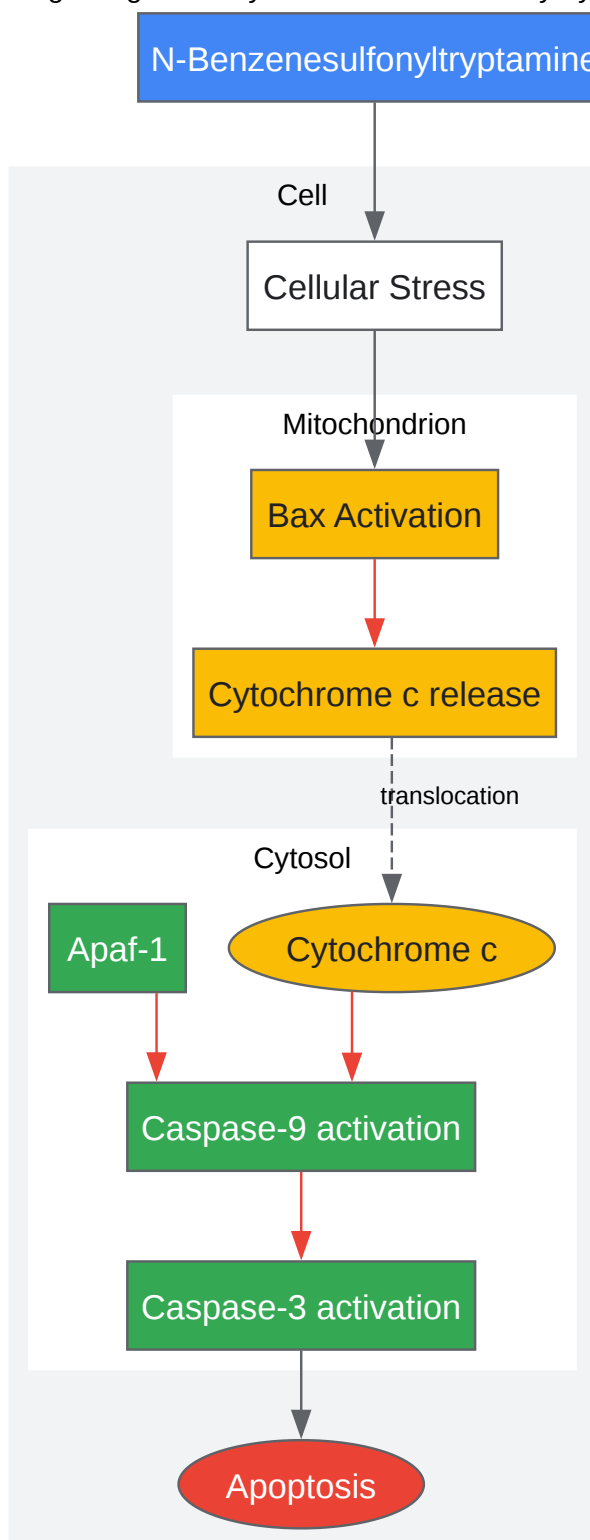 N-Benzenesulfonyltryptamine
Cell
Cellular Stress
Mitochondrion
Bax Activation
Cytochrome c release
translocation
Cytosol
Apaf-1
Cytochrome c
Caspase-9 activation
Caspase-3 activation
Apoptosis